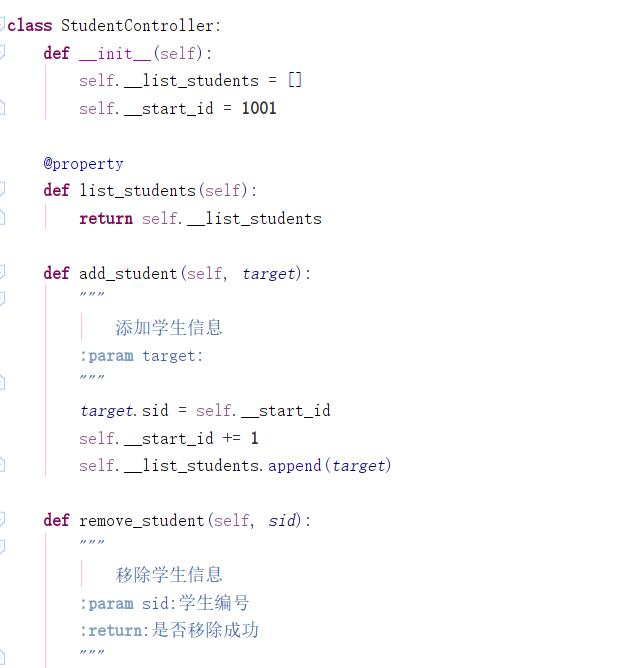 class StudentController:
    def __init__(self):
        self.__list_students = []
        self.__start_id = 1001

    @property
    def list_students(self):
        return self.__list_students

    def add_student(self, target):
        """
            添加学生信息
        :param target:
        """
        target.sid = self.__start_id
        self.__start_id += 1
        self.__list_students.append(target)

    def remove_student(self, sid):
        """
            移除学生信息
        :param sid:学生编号
        :return:是否移除成功
        """